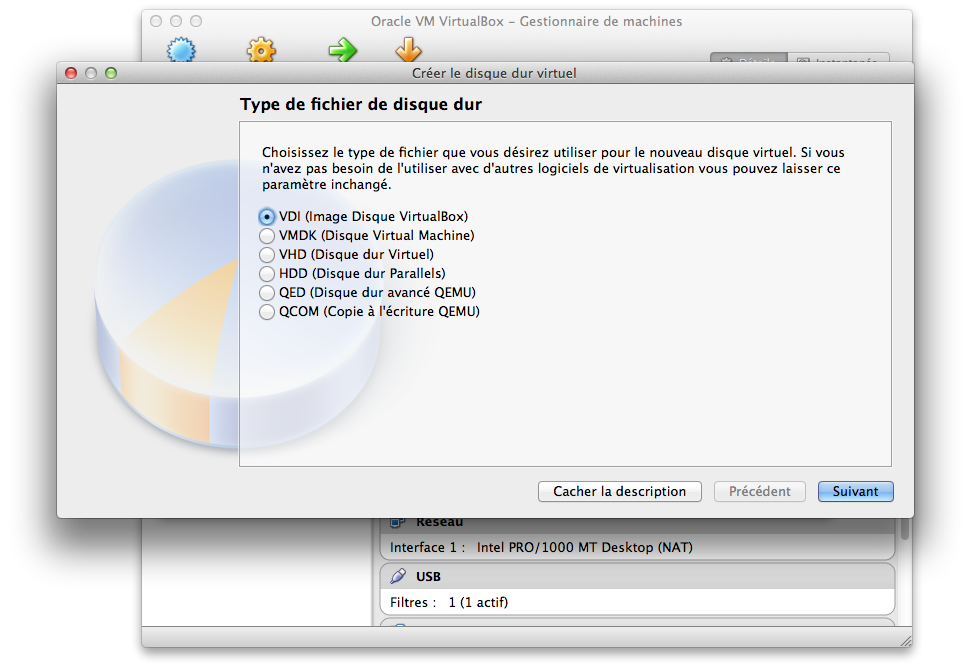 Oracle VM VirtualBox – Gestionnaire de machines
Détails
Instantanés
Créer le disque dur virtuel
Type de fichier de disque dur
Choisissez le type de fichier que vous désirez utiliser pour le nouveau disque virtuel. Si vous
n'avez pas besoin de l'utiliser avec d'autres logiciels de virtualisation vous pouvez laisser ce
paramètre inchangé.
VDI (Image Disque VirtualBox)
VMDK (Disque Virtual Machine)
VHD (Disque dur Virtuel)
HDD (Disque dur Parallels)
QED (Disque dur avancé QEMU)
QCOM (Copie à l'écriture QEMU)
Cacher la description
Précédent
Suivant
Réseau
Interface 1 : Intel PRO/1000 MT Desktop (NAT)
USB
Filtres : 1 (1 actif)